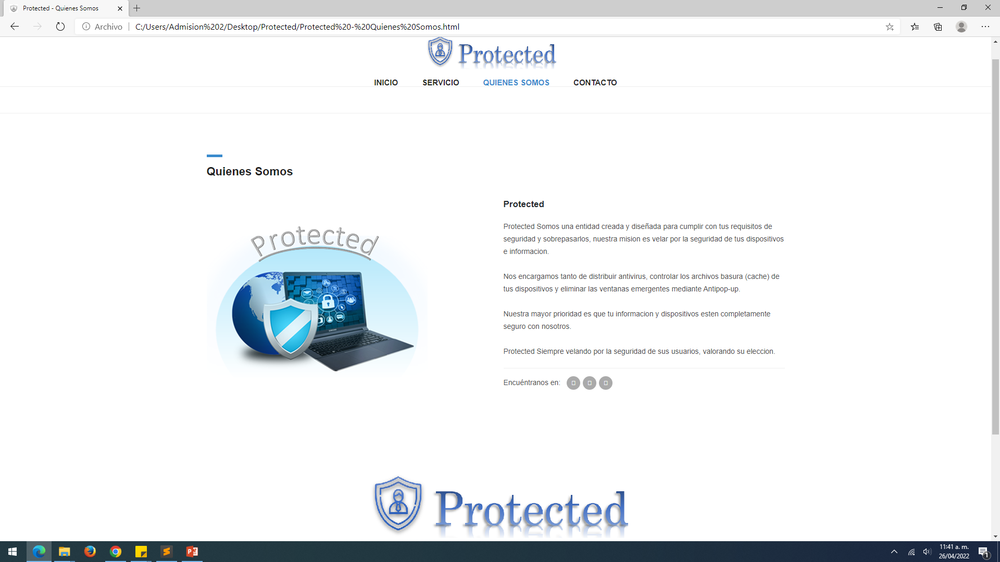 Protected - Quienes Somos
Archivo
C:/Users/Admision%202/Desktop/Protected/Protected%20-%20Quienes%20Somos.html
Protected
INICIO SERVICIO QUIENES SOMOS CONTACTO
Quienes Somos
Protected
Protected
Protected Somos una entidad creada y diseñada para cumplir con tus requisitos de
seguridad y sobrepasarlos, nuestra mision es velar por la seguridad de tus dispositivos
e informacion.
Nos encargamos tanto de distribuir antivirus, controlar los archivos basura (cache) de
tus dispositivos y eliminar las ventanas emergentes mediante Antipop-up.
Nuestra mayor prioridad es que tu informacion y dispositivos esten completamente
seguro con nosotros.
Protected Siempre velando por la seguridad de sus usuarios, valorando su eleccion.
Encuéntranos en:
Protected
11:41 a. m.
26/04/2022
1